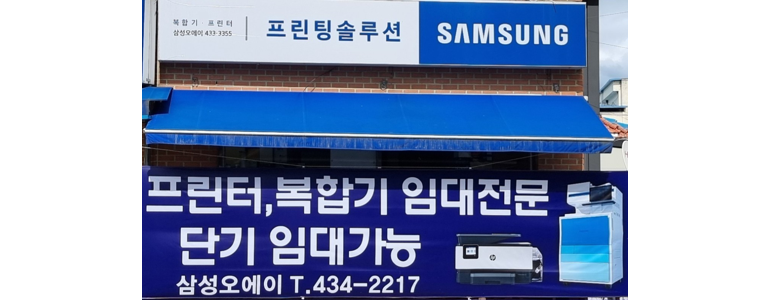 복합기 · 프린터
삼성오에이 433-3355
프린팅솔루션
SAMSUNG
프린터,복합기 임대전문
단기 임대가능
삼성오에이 T.434-2217
hp